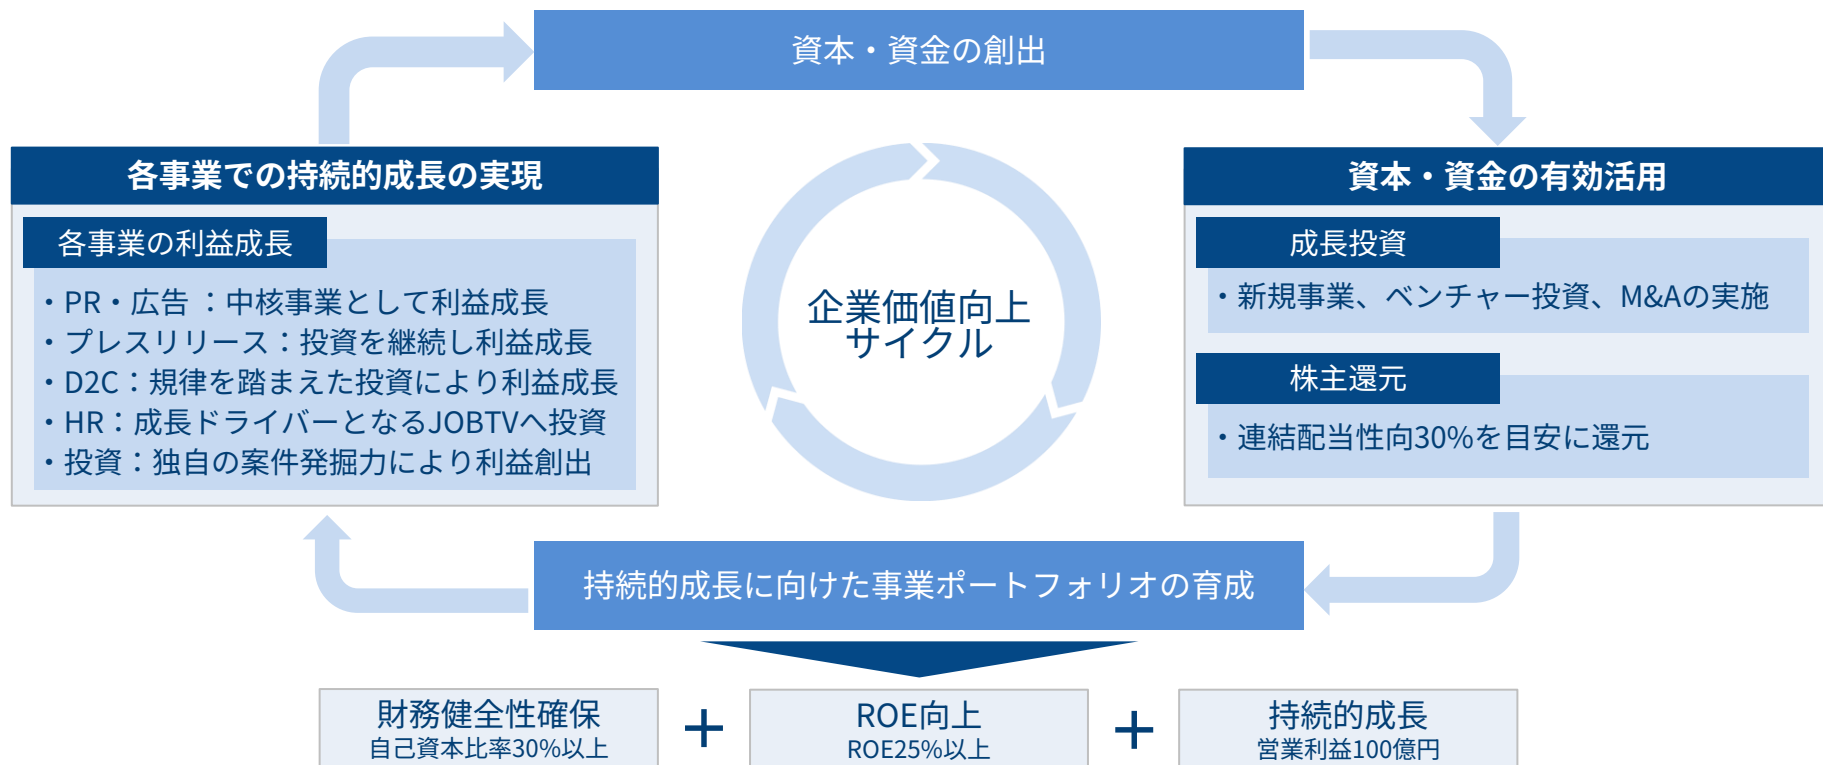 資本・資金の創出
各事業での持続的成長の実現
各事業の利益成長
・PR・広告 ：中核事業として利益成長
・プレスリリース：投資を継続し利益成長
・D2C：規律を踏まえた投資により利益成長
・HR：成長ドライバーとなるJOBTVへ投資
・投資：独自の案件発掘力により利益創出
企業価値向上
サイクル
資本・資金の有効活用
成長投資
・新規事業、ベンチャー投資、M&Aの実施
株主還元
・連結配当性向30%を目安に還元
持続的成長に向けた事業ポートフォリオの育成
財務健全性確保
自己資本比率30%以上
+
ROE向上
ROE25%以上
+
持続的成長
営業利益100億円